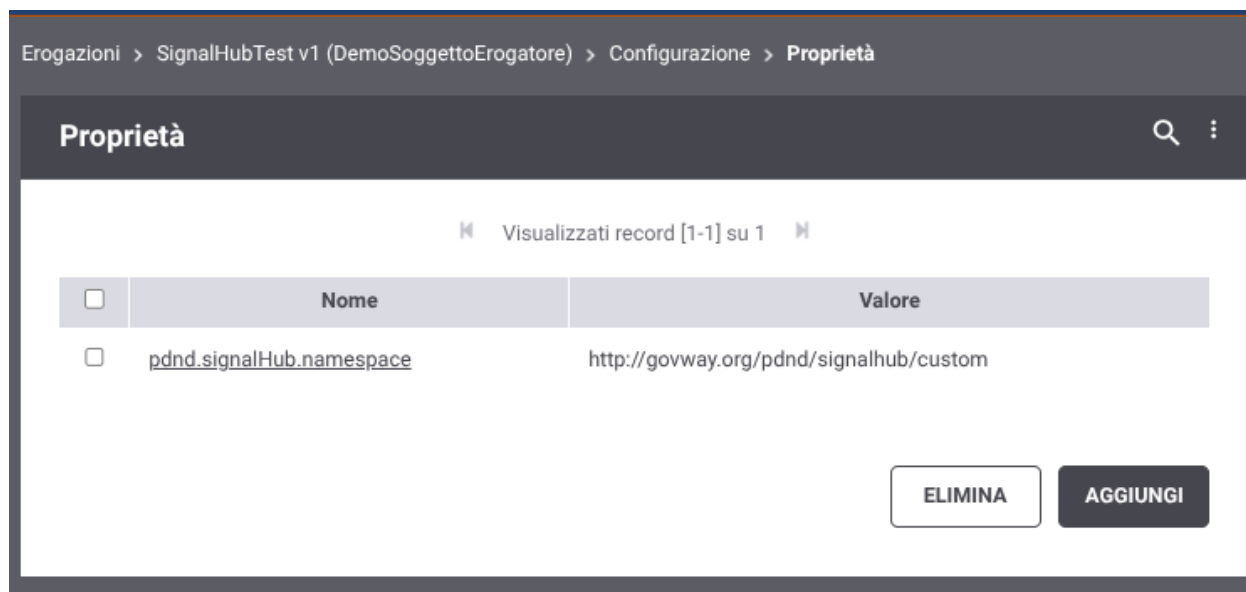 Erogazioni > SignalHubTest v1 (DemoSoggettoErogatore) > Configurazione > Proprietà
Proprietà
Visualizzati record [1-1] su 1
Nome Valore
pdnd.signalHub.namespace http://govway.org/pdnd/signalhub/custom
ELIMINA AGGIUNGI